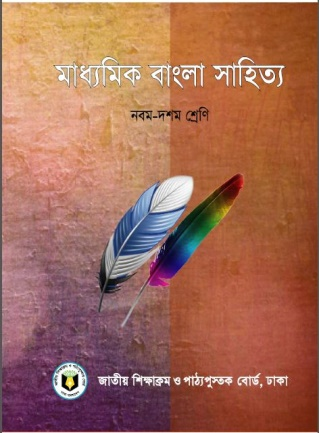 মাধ্যমিক বাংলা সাহিত্য
নবম-দশম শ্রেণি
জাতীয় শিক্ষাক্রম ও পাঠ্যপুস্তক বোর্ড, ঢাকা